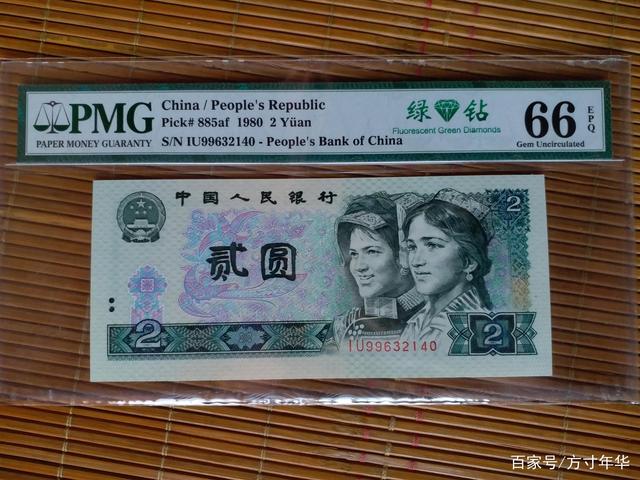 PMG
PAPER MONEY GUARANTY
China / People's Republic
Pick# 885af 1980 2 Yüan
S/N IU99632140 - People's Bank of China
绿 钻
Fluorescent Green Diamonds
66 EPQ
Gem Uncirculated
中国人民银行
2
贰圆
2
2
IU99632140
百家号/方寸年华